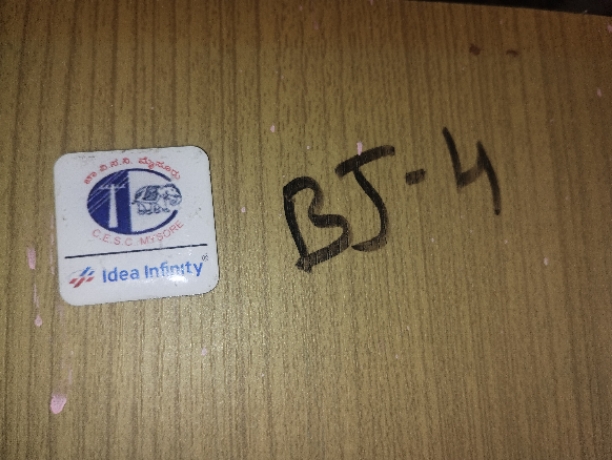 ಚಾ.ವಿ.ಸ.ನಿ. ಮೈಸೂರು
C.E.S.C. MYSORE
Idea Infinity®
BJ-4